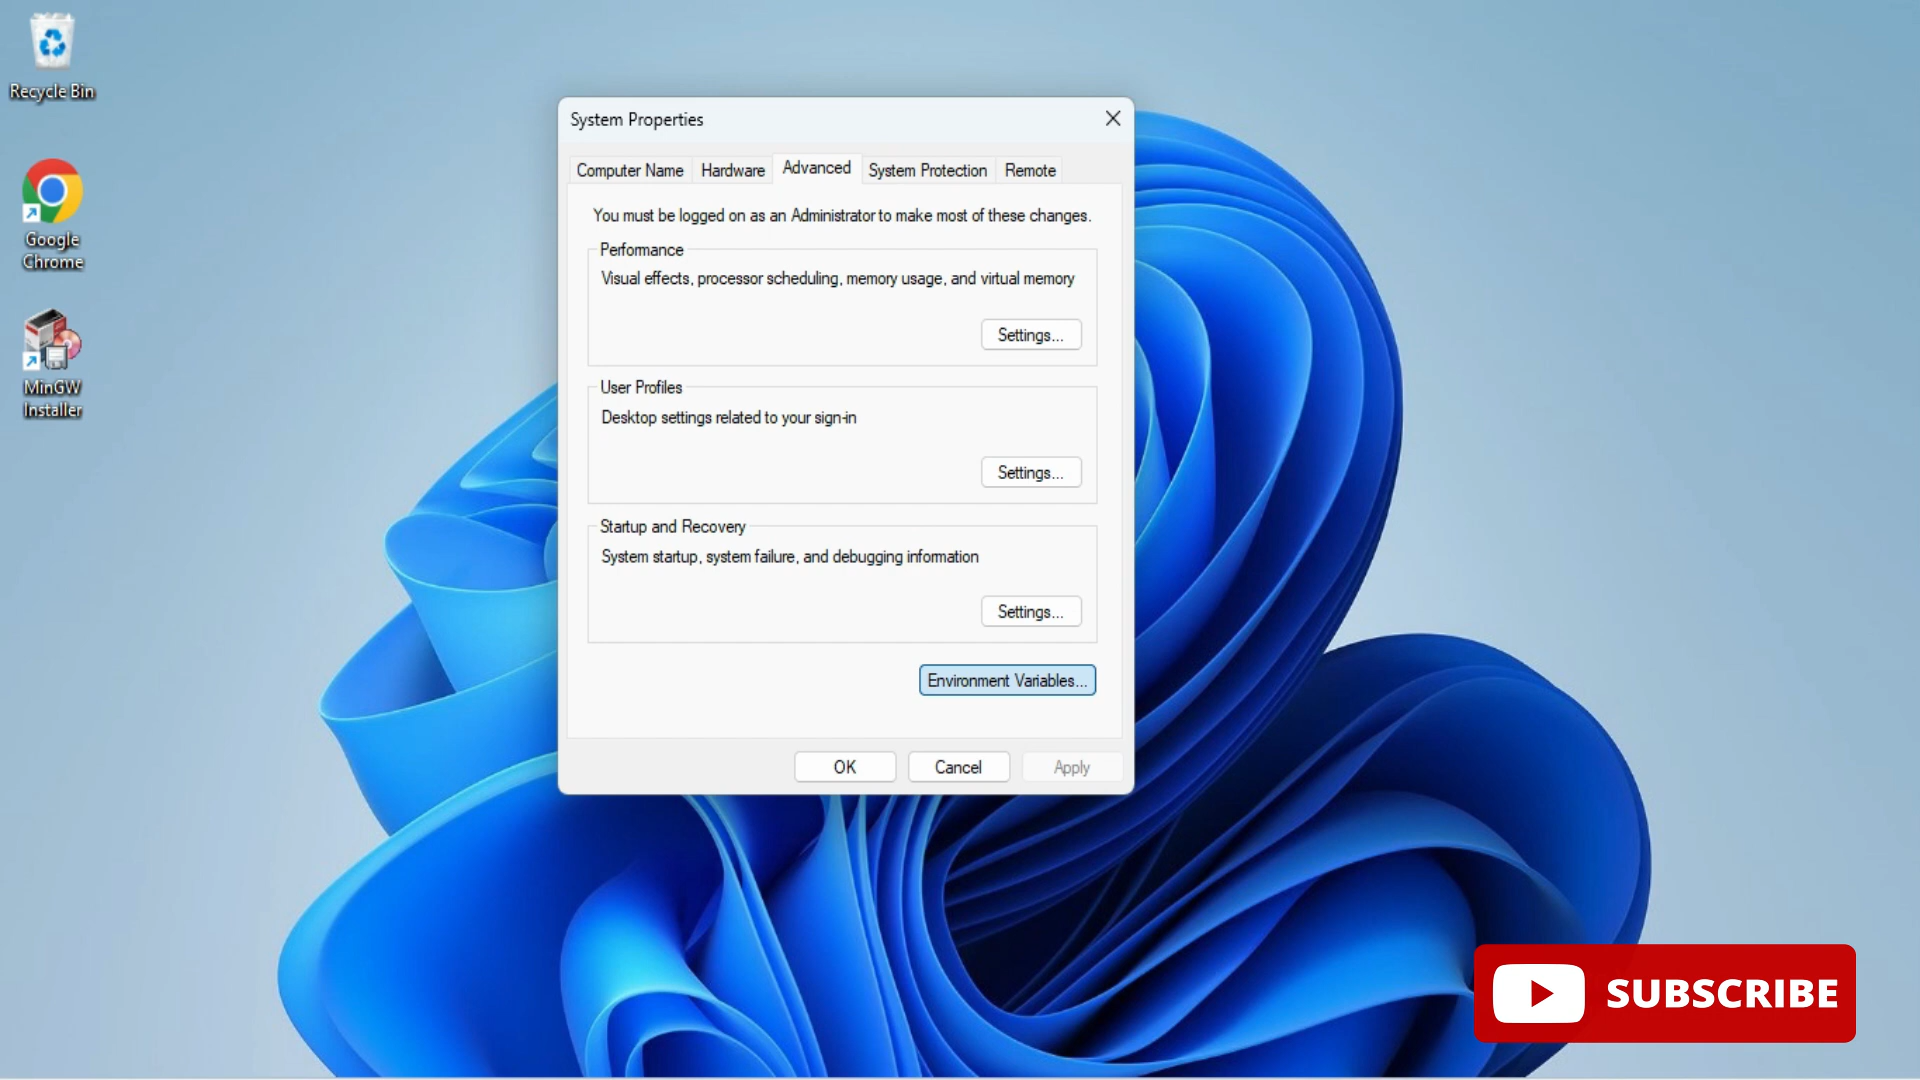 Recycle Bin
Google
Chrome
MinGW
Installer
System Properties
Computer Name
Hardware
Advanced
System Protection
Remote
You must be logged on as an Administrator to make most of these changes.
Performance
Visual effects, processor scheduling, memory usage, and virtual memory
Settings...
User Profiles
Desktop settings related to your sign-in
Settings...
Startup and Recovery
System startup, system failure, and debugging information
Settings...
Environment Variables...
OK
Cancel
Apply
SUBSCRIBE